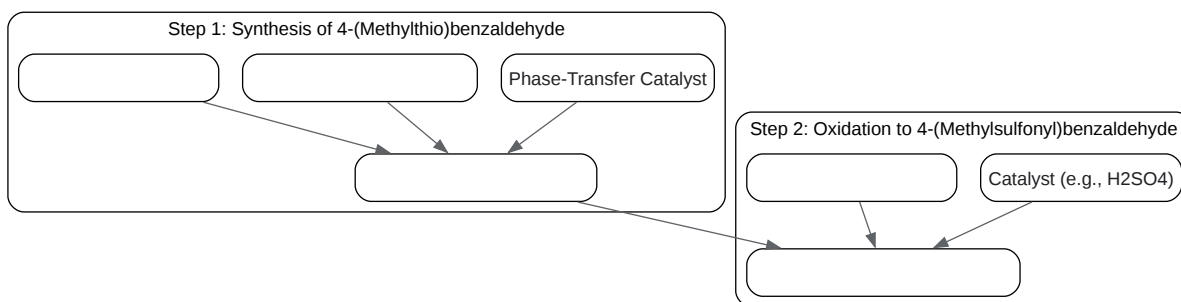 Step 1: Synthesis of 4-(Methylthio)benzaldehyde
Phase-Transfer Catalyst
Step 2: Oxidation to 4-(Methylsulfonyl)benzaldehyde
Catalyst (e.g., H2SO4)